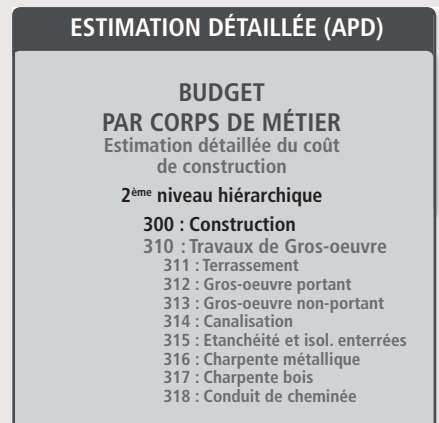 ESTIMATION DÉTAILLÉE (APD)
BUDGET
PAR CORPS DE MÉTIER
Estimation détaillée du coût
de construction
2ème niveau hiérarchique
300 : Construction
310 : Travaux de Gros-oeuvre
311 : Terrassement
312 : Gros-oeuvre portant
313 : Gros-oeuvre non-portant
314 : Canalisation
315 : Etanchéité et isol. enterrées
316 : Charpente métallique
317 : Charpente bois
318 : Conduit de cheminée